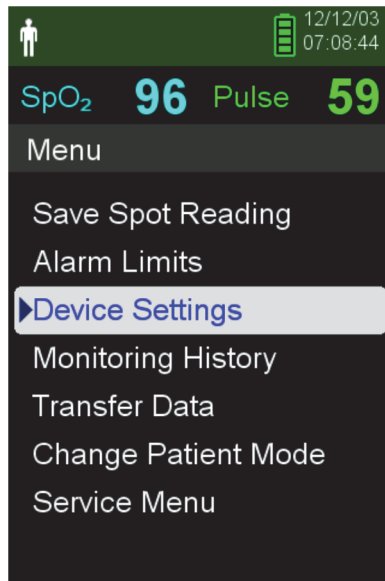 12/12/03
07:08:44
SpO₂ 96 Pulse 59
Menu
Save Spot Reading
Alarm Limits
Device Settings
Monitoring History
Transfer Data
Change Patient Mode
Service Menu